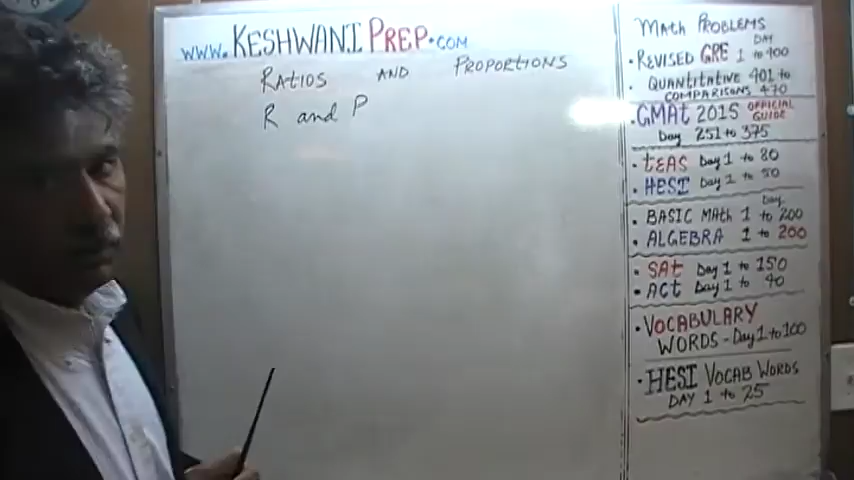 www.KESHWANI PREP.COM
RATIOS AND PROPORTIONS
R and P
MATH PROBLEMS
DAY
• REVISED GRE 1 to 400
• QUANTITATIVE 401 to
COMPARISONS 470
• GMAt 2015 OFFICIAL GUIDE
Day 251 to 375
• tEAS Day 1 to 80
• HESI Day 1 to 50
Day
• BASIC MAth 1 to 200
• ALGEBRA 1 to 200
• SAt Day 1 to 150
• ACt Day 1 to 40
• VOCABULARY
WORDS - Day 1 to 100
• HESI VOCAB WORDS
DAY 1 to 25